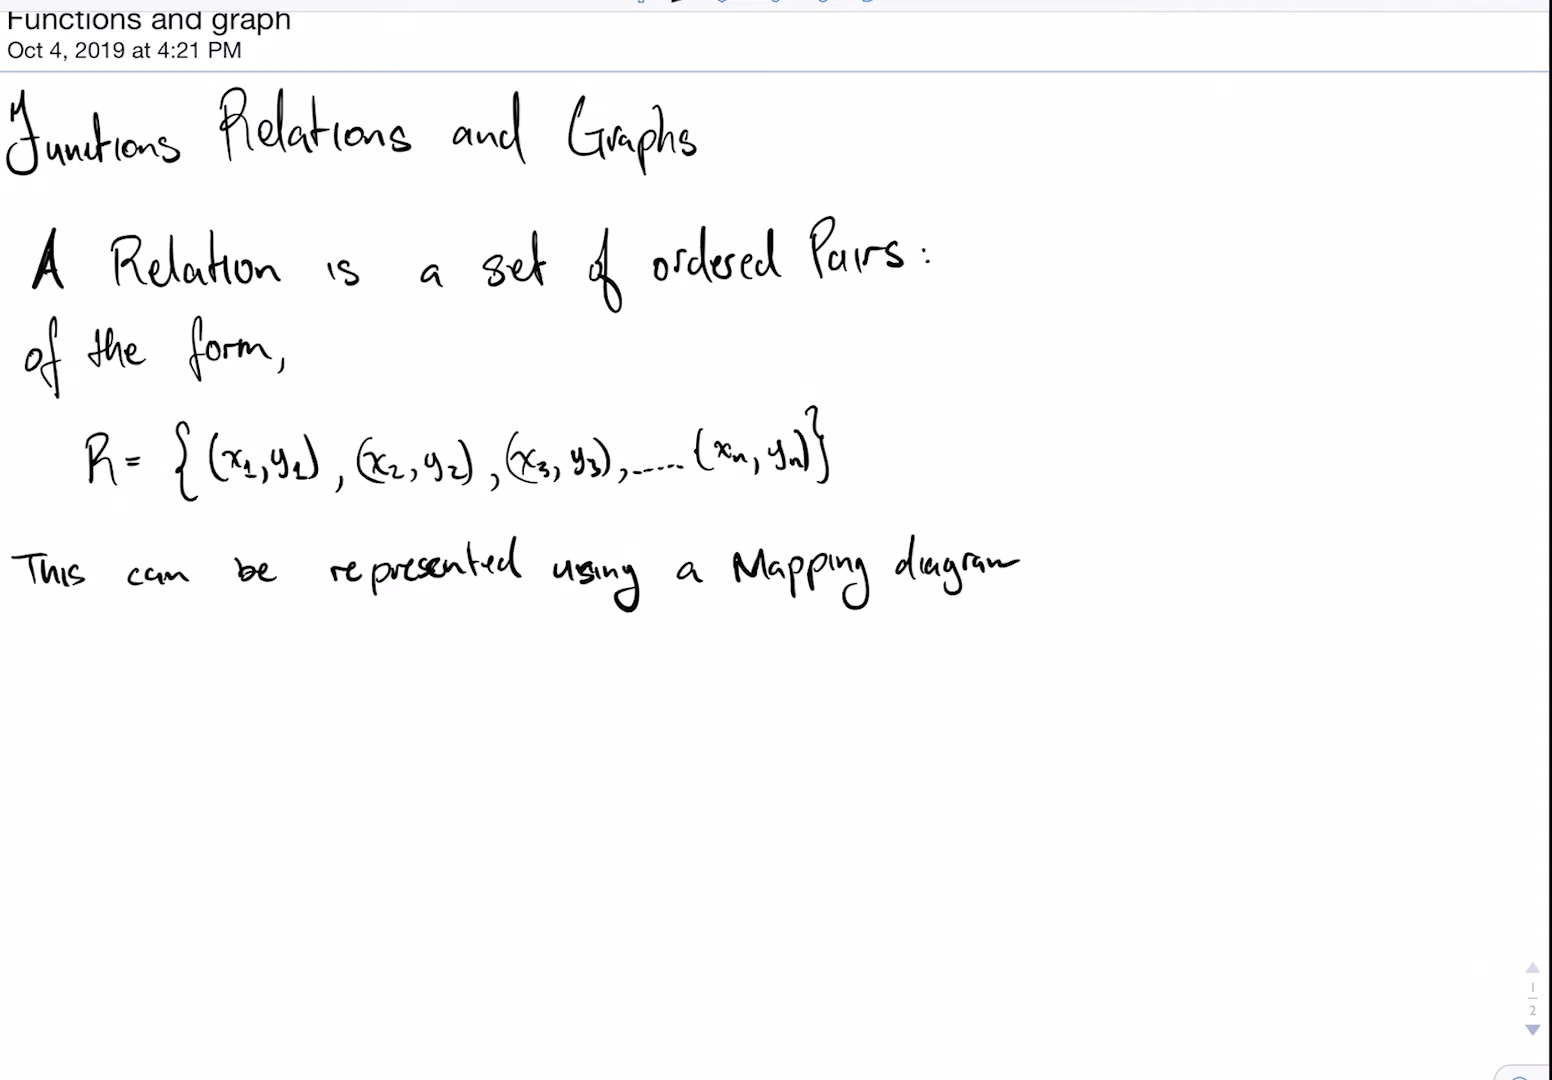 Functions and graph
Oct 4, 2019 at 4:21 PM
Functions Relations and Graphs
A Relation is a set of ordered Pairs:
of the form,
R = {(x₁,y₁), (x₂,y₂), (x₃,y₃),......(xₙ,yₙ)}
This can be represented using a Mapping diagram
1
2